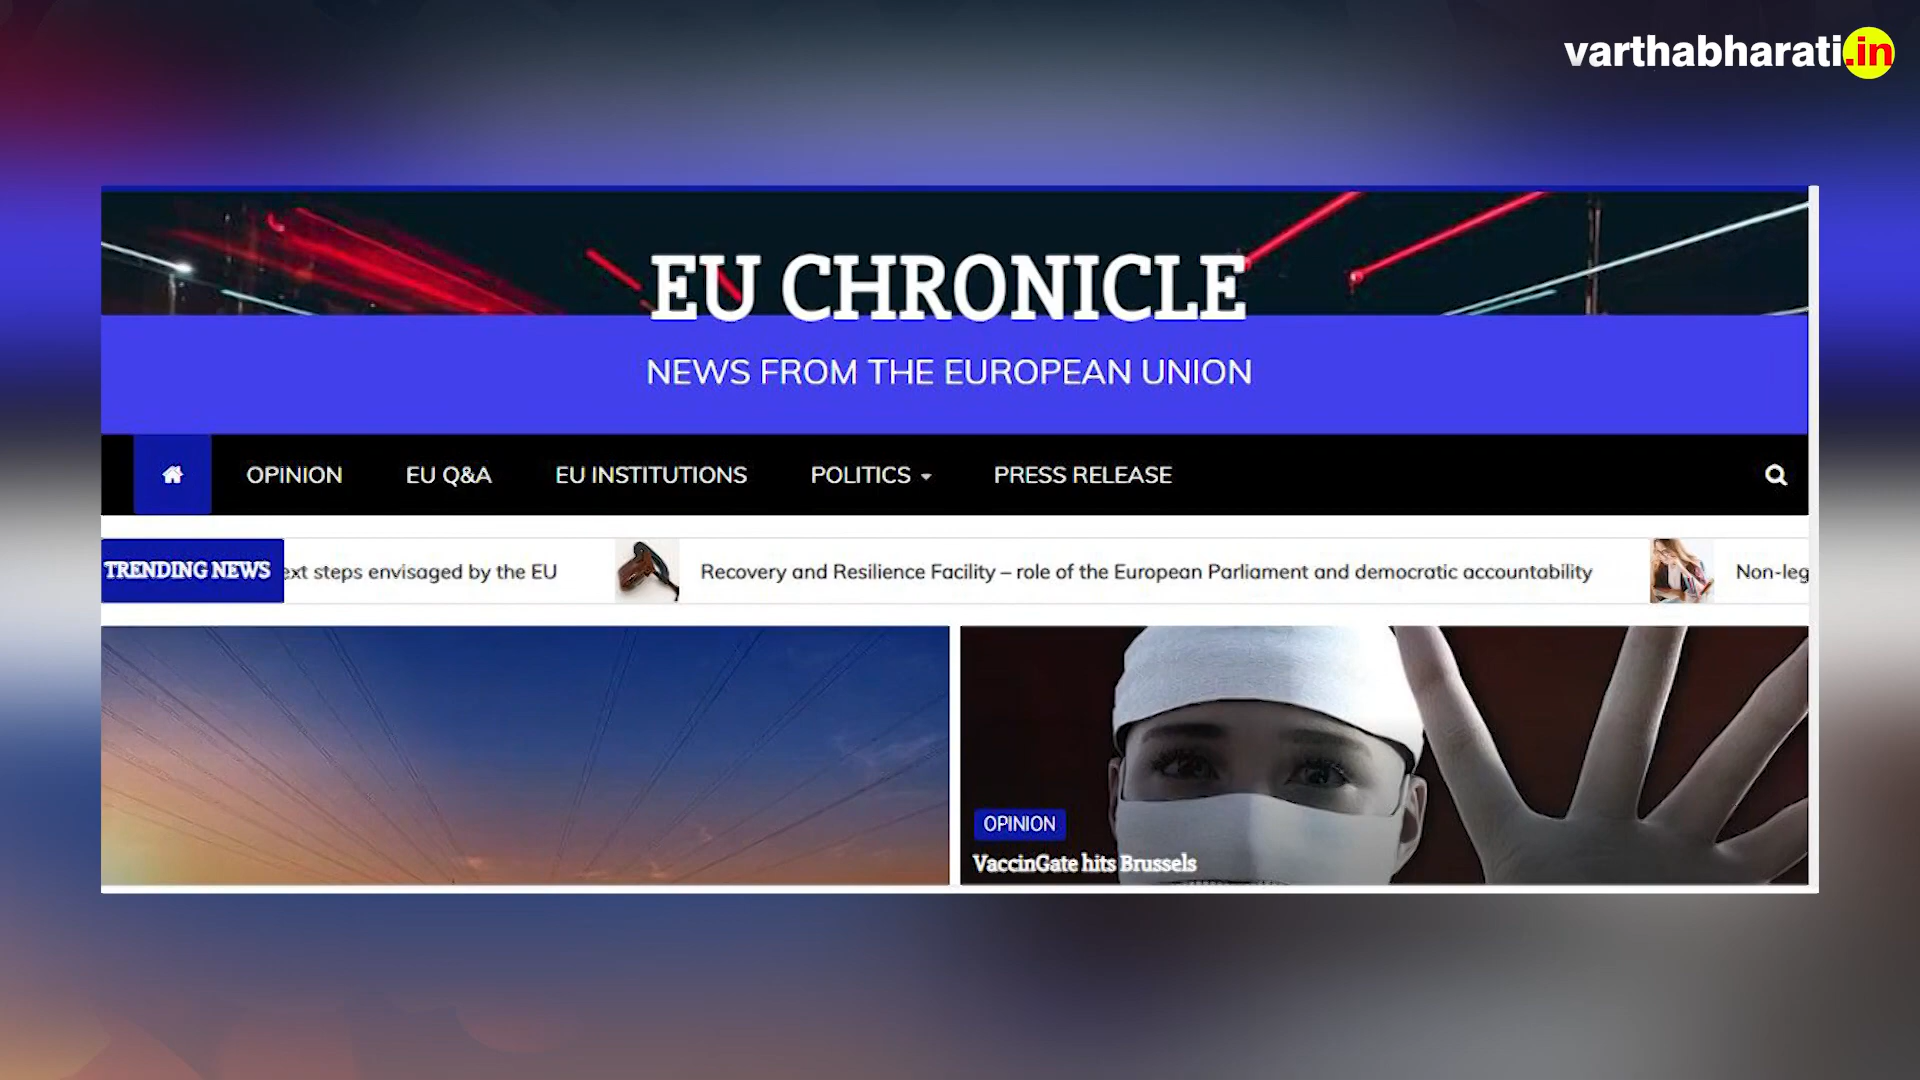 varthabharati.in
EU CHRONICLE
NEWS FROM THE EUROPEAN UNION
OPINION EU Q&A EU INSTITUTIONS POLITICS PRESS RELEASE
TRENDING NEWS ext steps envisaged by the EU Recovery and Resilience Facility – role of the European Parliament and democratic accountability Non-leg
OPINION
VaccinGate hits Brussels